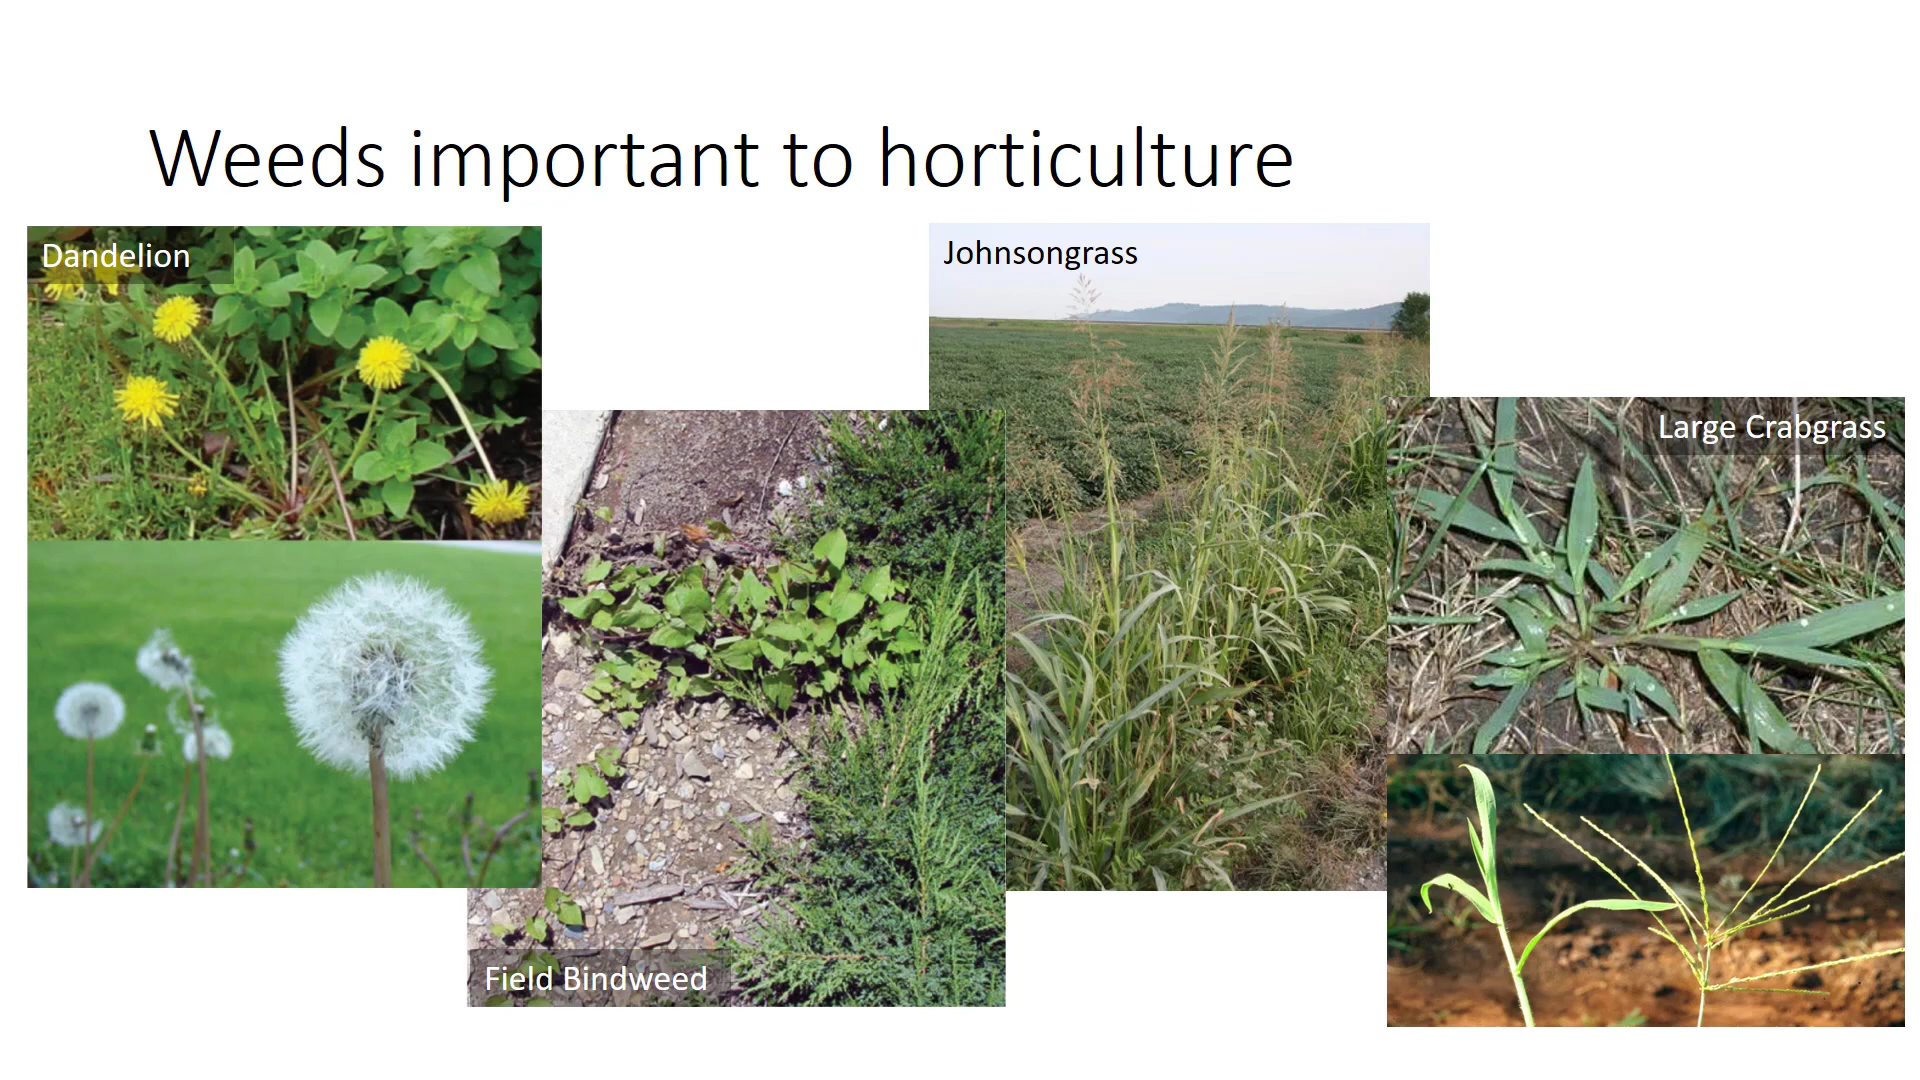 Weeds important to horticulture
Dandelion
Johnsongrass
Large Crabgrass
Field Bindweed